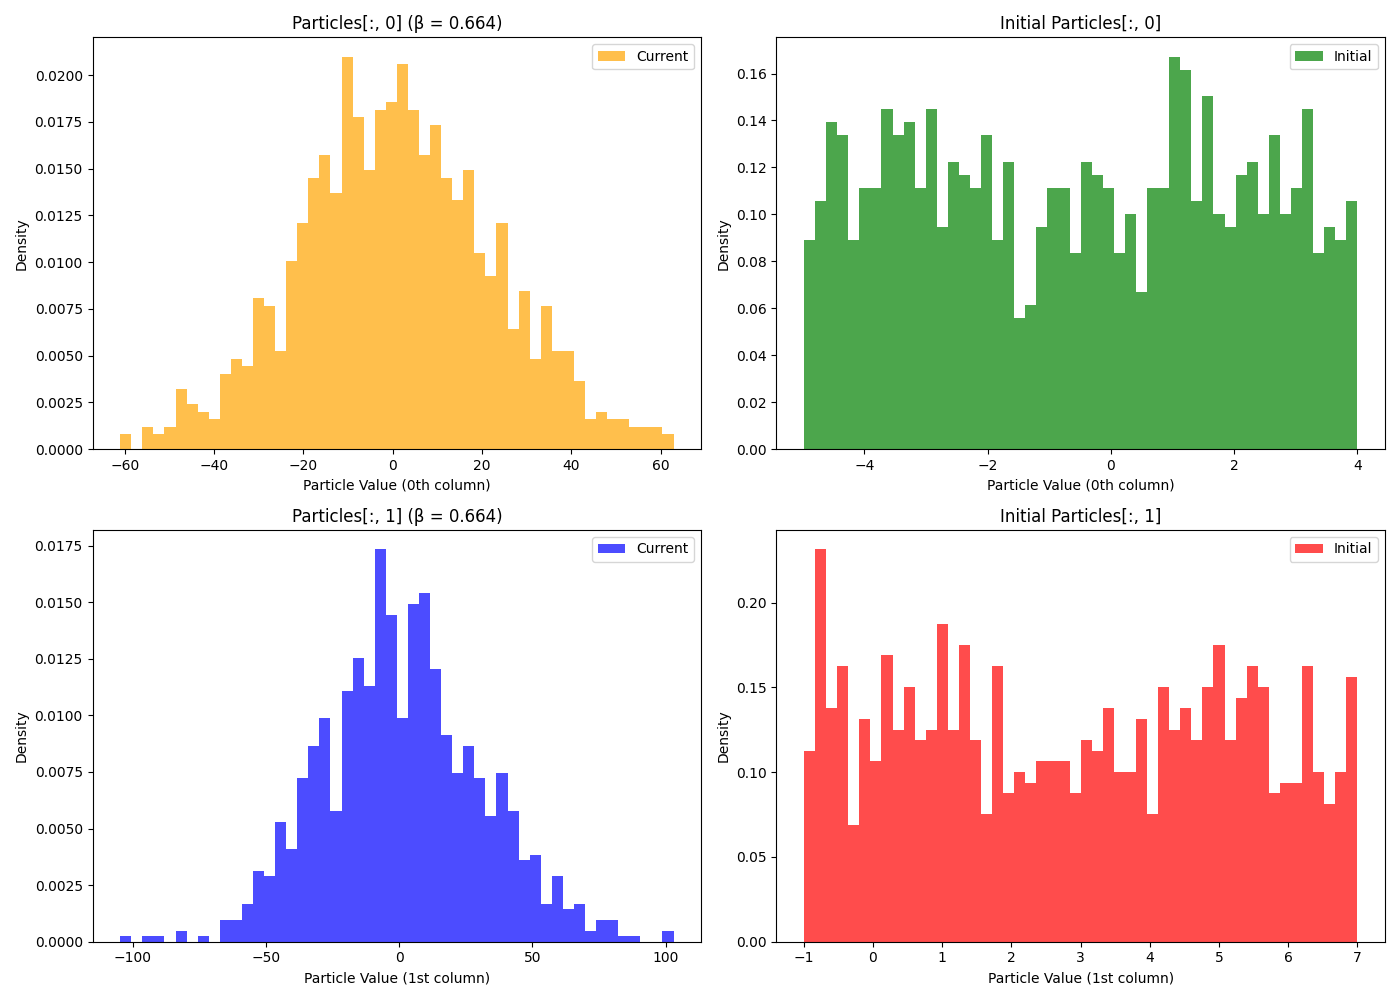 Particles[:, 0] (β = 0.664)
Current
0.0200
0.0175
0.0150
0.0125
0.0100
0.0075
0.0050
0.0025
0.0000
Density
−60 −40 −20 0 20 40 60
Particle Value (0th column)
Initial Particles[:, 0]
Initial
0.16
0.14
0.12
0.10
0.08
0.06
0.04
0.02
0.00
Density
−4 −2 0 2 4
Particle Value (0th column)
Particles[:, 1] (β = 0.664)
Current
0.0175
0.0150
0.0125
0.0100
0.0075
0.0050
0.0025
0.0000
Density
−100 −50 0 50 100
Particle Value (1st column)
Initial Particles[:, 1]
Initial
0.20
0.15
0.10
0.05
0.00
Density
−1 0 1 2 3 4 5 6 7
Particle Value (1st column)